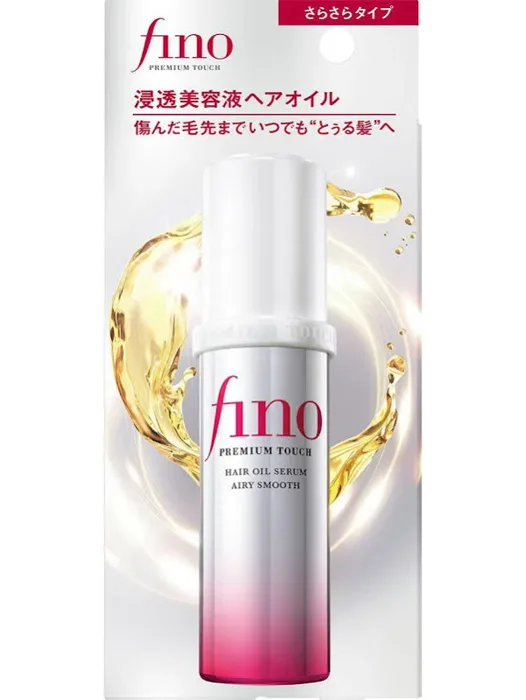 さらさらタイプ
fino
PREMIUM TOUCH
浸透美容液ヘアオイル
傷んだ毛先までいつでも“とぅる髪”へ
PREMIUM TOUCH
fino
PREMIUM TOUCH
HAIR OIL SERUM
AIRY SMOOTH